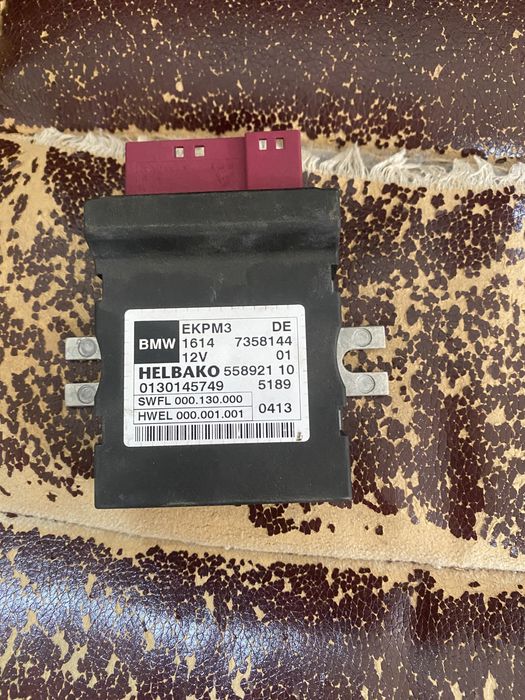 BMW EKPM3 DE
1614 7358144
12V 01
HELBAKO 558921 10
0130145749 5189
SWFL 000.130.000
HWEL 000.001.001 0413